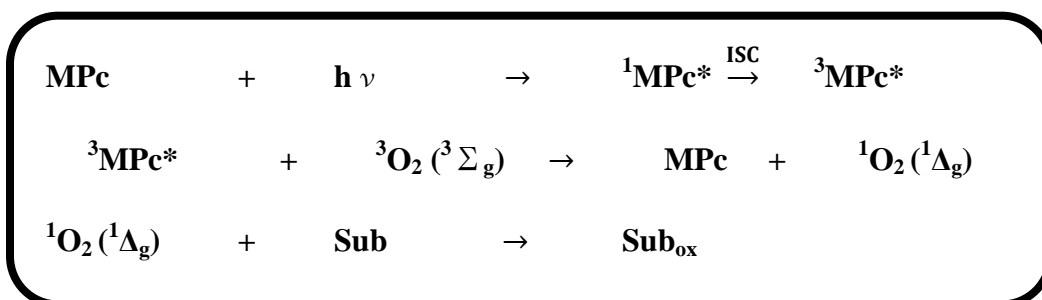 MPc + h ν → ¹MPc* ISC→ ³MPc*
³MPc* + ³O₂ (³Σg) → MPc + ¹O₂ (¹Δg)
¹O₂ (¹Δg) + Sub → Subox